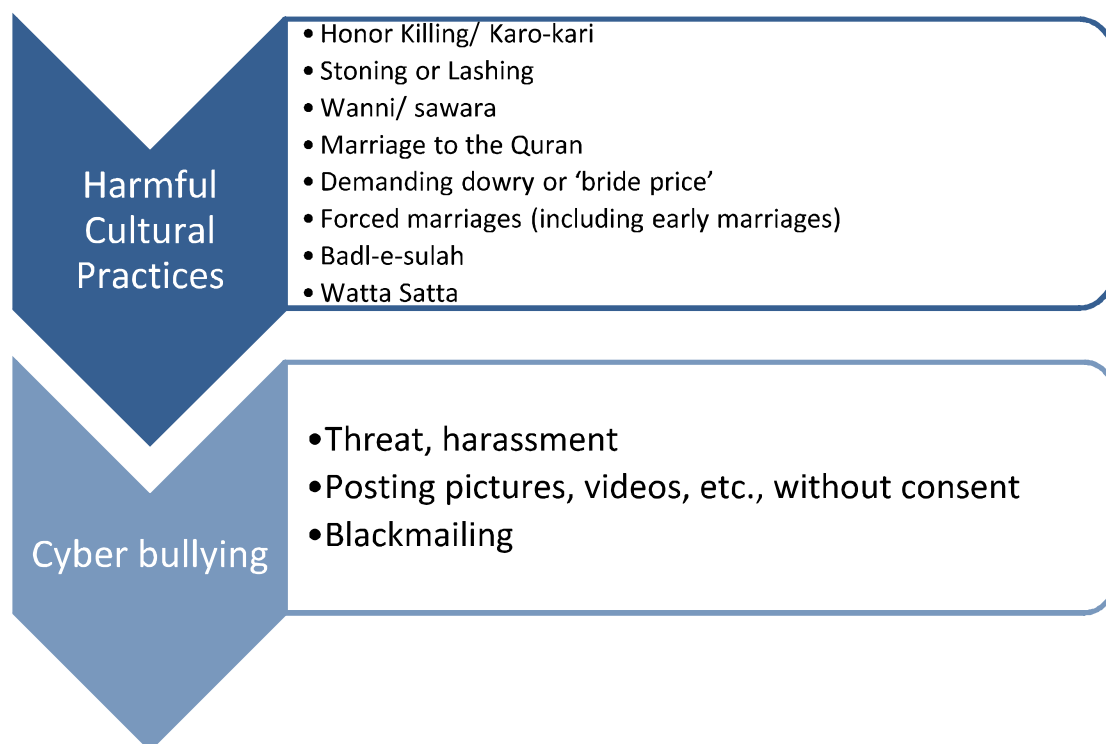 Harmful
Cultural
Practices
•Honor Killing/ Karo-kari
•Stoning or Lashing
•Wanni/ sawara
•Marriage to the Quran
•Demanding dowry or ‘bride price’
•Forced marriages (including early marriages)
•Badl-e-sulah
•Watta Satta
Cyber bullying
•Threat, harassment
•Posting pictures, videos, etc., without consent
•Blackmailing